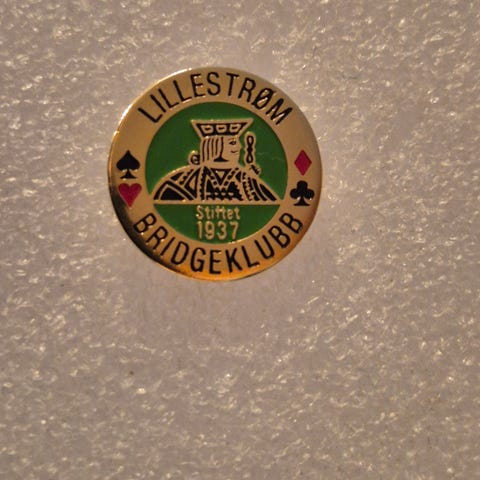 LILLESTRØM
Stiftet
1937
BRIDGEKLUBB